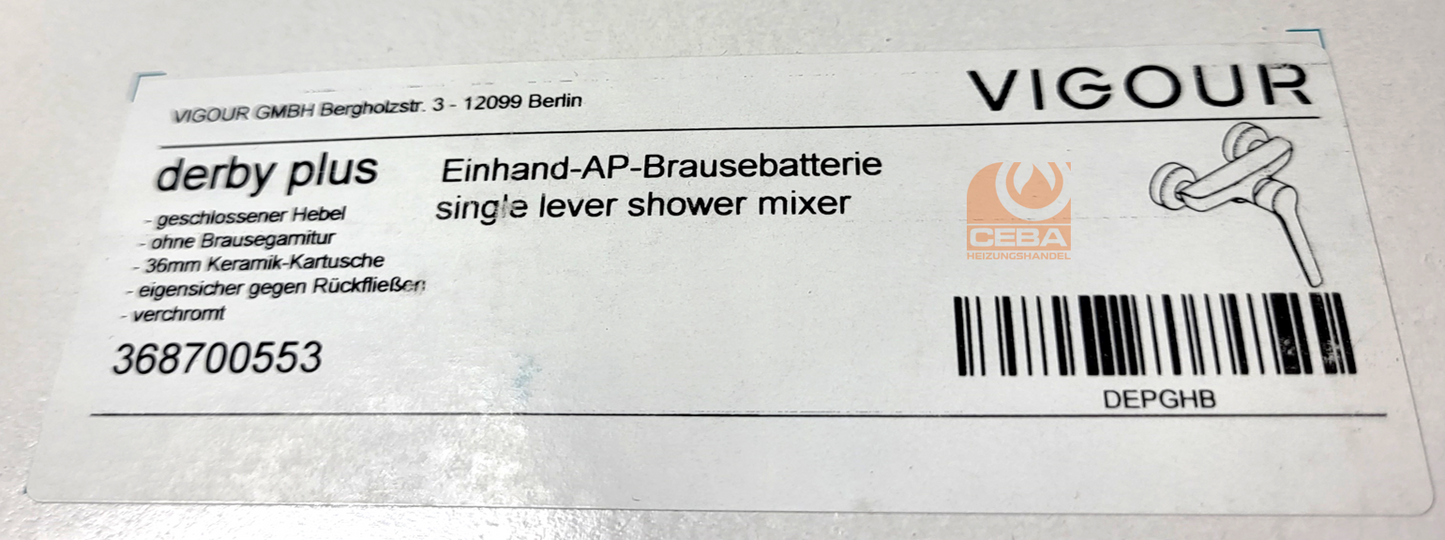 VIGOUR GMBH Bergholzstr. 3 - 12099 Berlin
VIGOUR
derby plus
Einhand-AP-Brausebatterie
single lever shower mixer
- geschlossener Hebel
- ohne Brausegarnitur
- 36mm Keramik-Kartusche
- eigensicher gegen Rückfließen
- verchromt
368700553
CEBA
HEIZUNGSHANDEL
DEPGHB